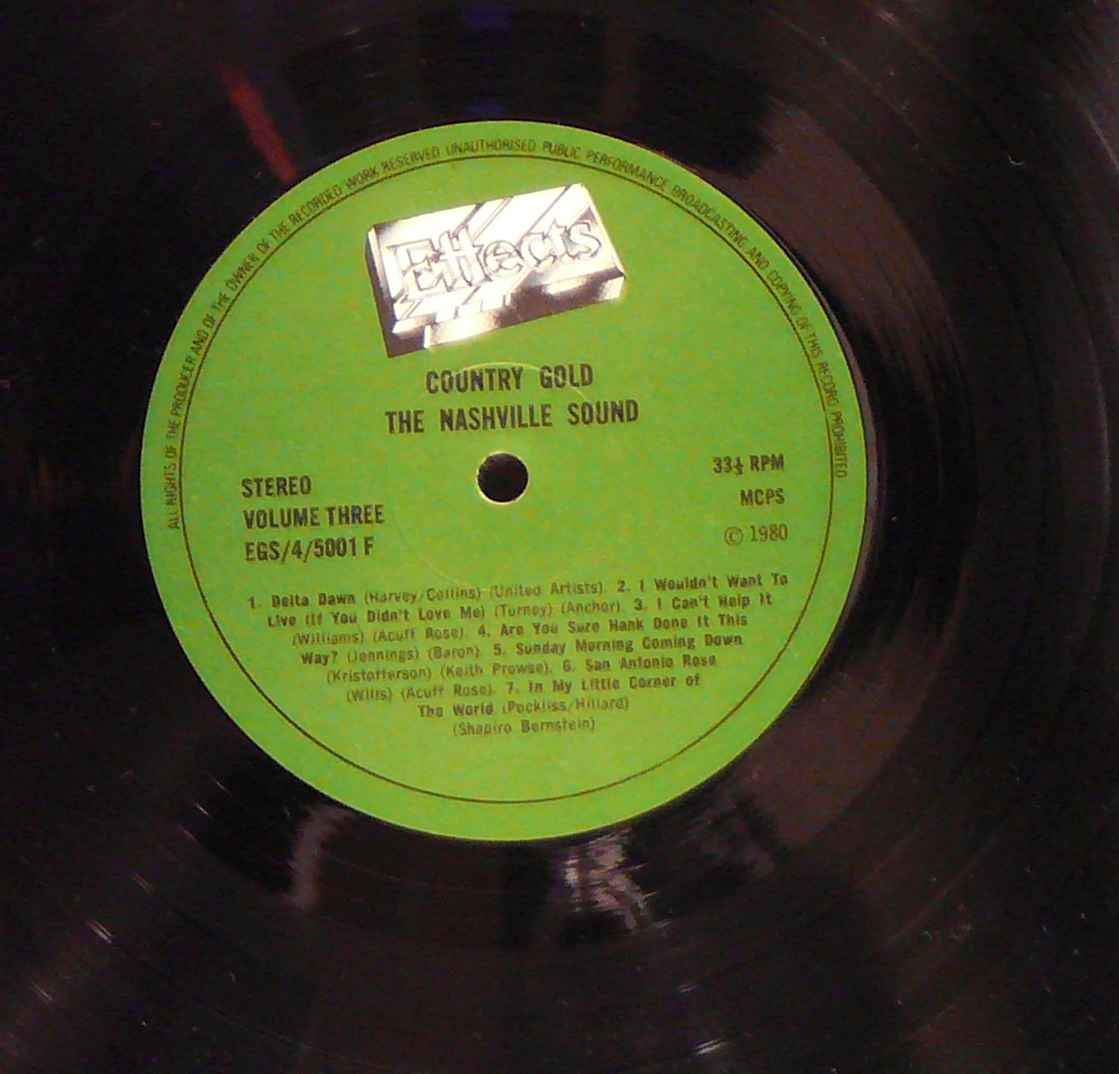 ALL RIGHTS OF THE PRODUCER AND OF THE OWNER OF THE RECORDED WORK RESERVED UNAUTHORISED PUBLIC PERFORMANCE BROADCASTING AND COPYING OF THIS RECORD PROHIBITED
Effects
COUNTRY GOLD
THE NASHVILLE SOUND
STEREO
VOLUME THREE
EGS/4/5001 F
33⅓ RPM
MCPS
© 1980
1. Delta Dawn (Harvey/Collins) (United Artists). 2. I Wouldn't Want To
Live (If You Didn't Love Me) (Turney) (Anchor). 3. I Can't Help It
(Williams) (Acuff Rose). 4. Are You Sure Hank Done It This
Way? (Jennings) (Baron). 5. Sunday Morning Coming Down
(Kristofferson) (Keith Prowse). 6. San Antonio Rose
(Wills) (Acuff Rose). 7. In My Little Corner of
The World (Pockliss/Hillard)
(Shapiro Bernstein)